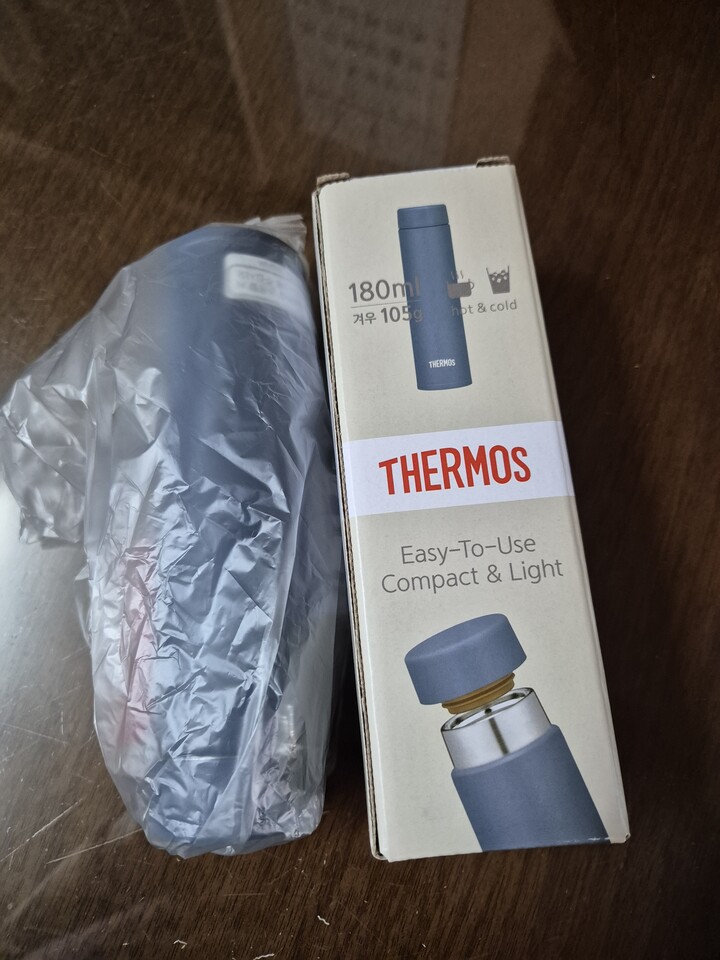 180ml
겨우 105g
hot & cold
THERMOS
THERMOS
Easy-To-Use
Compact & Light